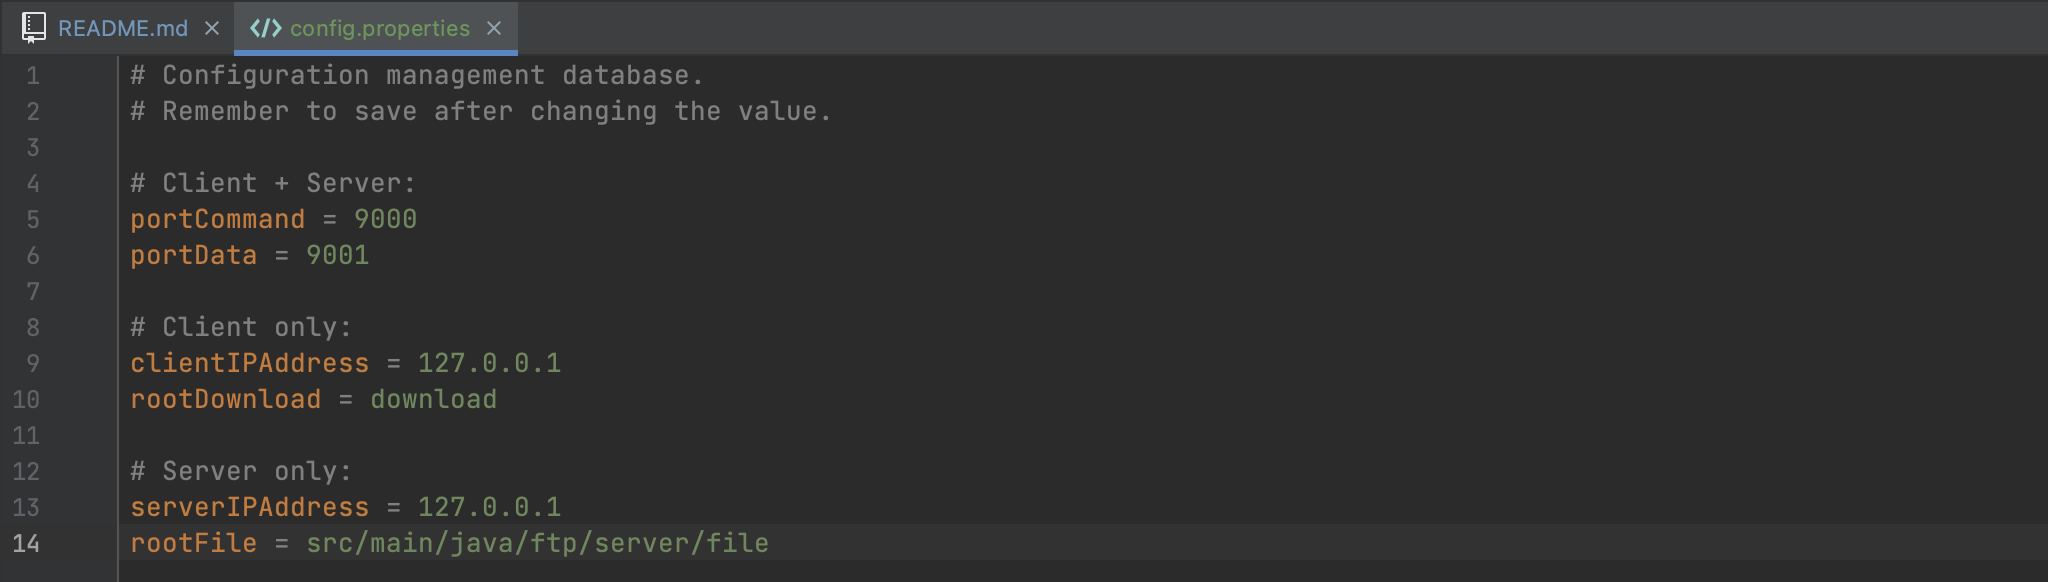 README.md config.properties
1 # Configuration management database.
2 # Remember to save after changing the value.
3
4 # Client + Server:
5 portCommand = 9000
6 portData = 9001
7
8 # Client only:
9 clientIPAddress = 127.0.0.1
10 rootDownload = download
11
12 # Server only:
13 serverIPAddress = 127.0.0.1
14 rootFile = src/main/java/ftp/server/file